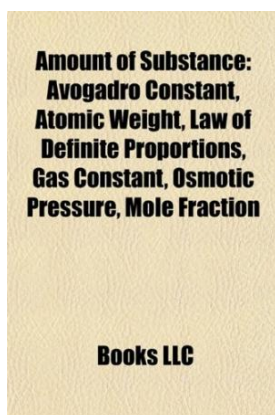 Amount of Substance:
Avogadro Constant,
Atomic Weight, Law of
Definite Proportions,
Gas Constant, Osmotic
Pressure, Mole Fraction
Books LLC